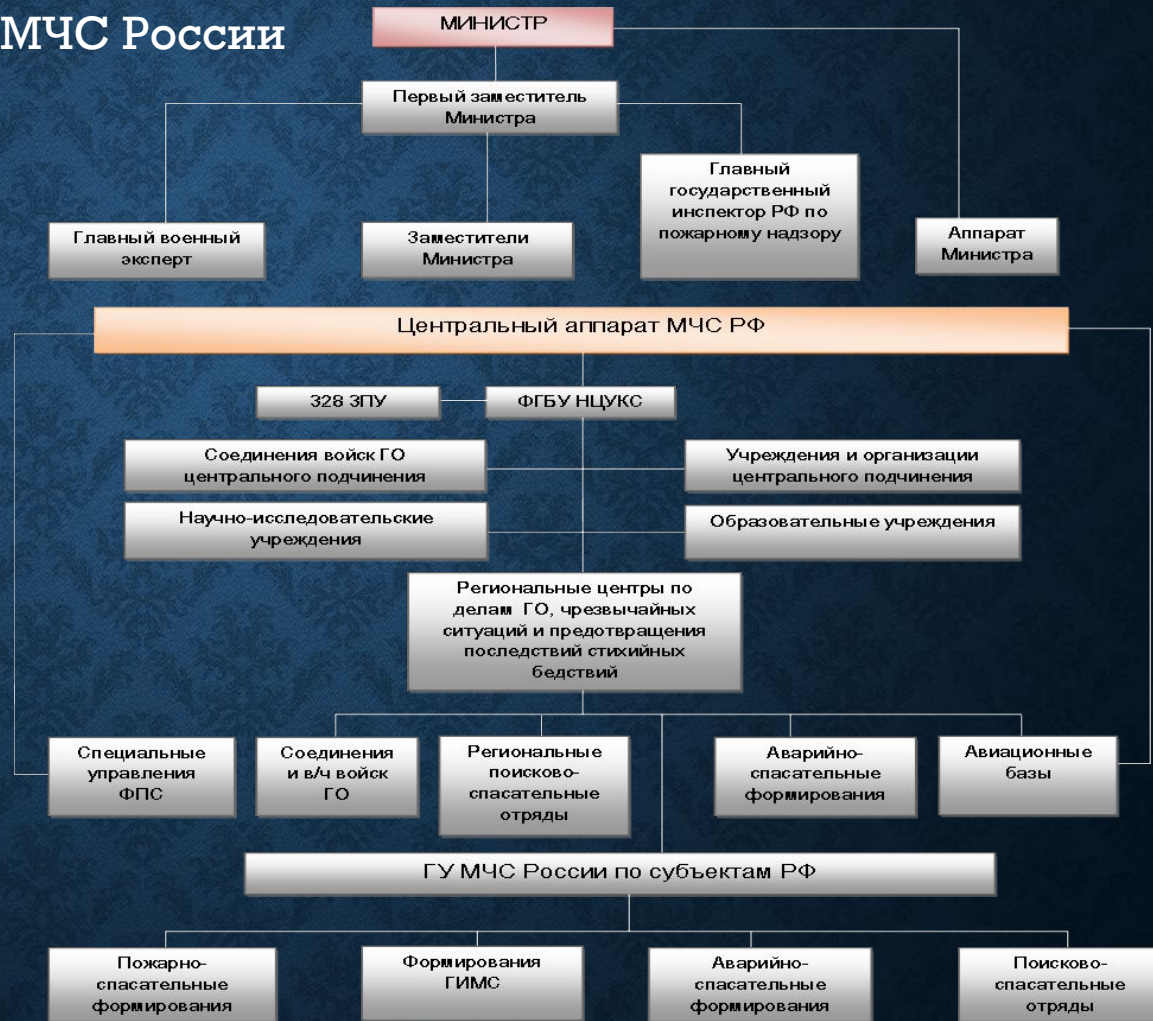 МЧС России
МИНИСТР
Первый заместитель
Министра
Главный военный
эксперт
Заместители
Министра
Главный
государственный
инспектор РФ по
пожарному надзору
Аппарат
Министра
Центральный аппарат МЧС РФ
328 ЗПУ
ФГБУ НЦУКС
Соединения войск ГО
центрального подчинения
Учреждения и организации
центрального подчинения
Научно-исследовательские
учреждения
Образовательные учреждения
Региональные центры по
делам ГО, чрезвычайных
ситуаций и предотвращения
последствий стихийных
бедствий
Специальные
управления
ФПС
Соединения
и в/ч войск
ГО
Региональные
поисково-
спасательные
отряды
Аварийно-
спасательные
формирования
Авиационные
базы
ГУ МЧС России по субъектам РФ
Пожарно-
спасательные
формирования
Формирования
ГИМС
Аварийно-
спасательные
формирования
Поисково-
спасательные
отряды